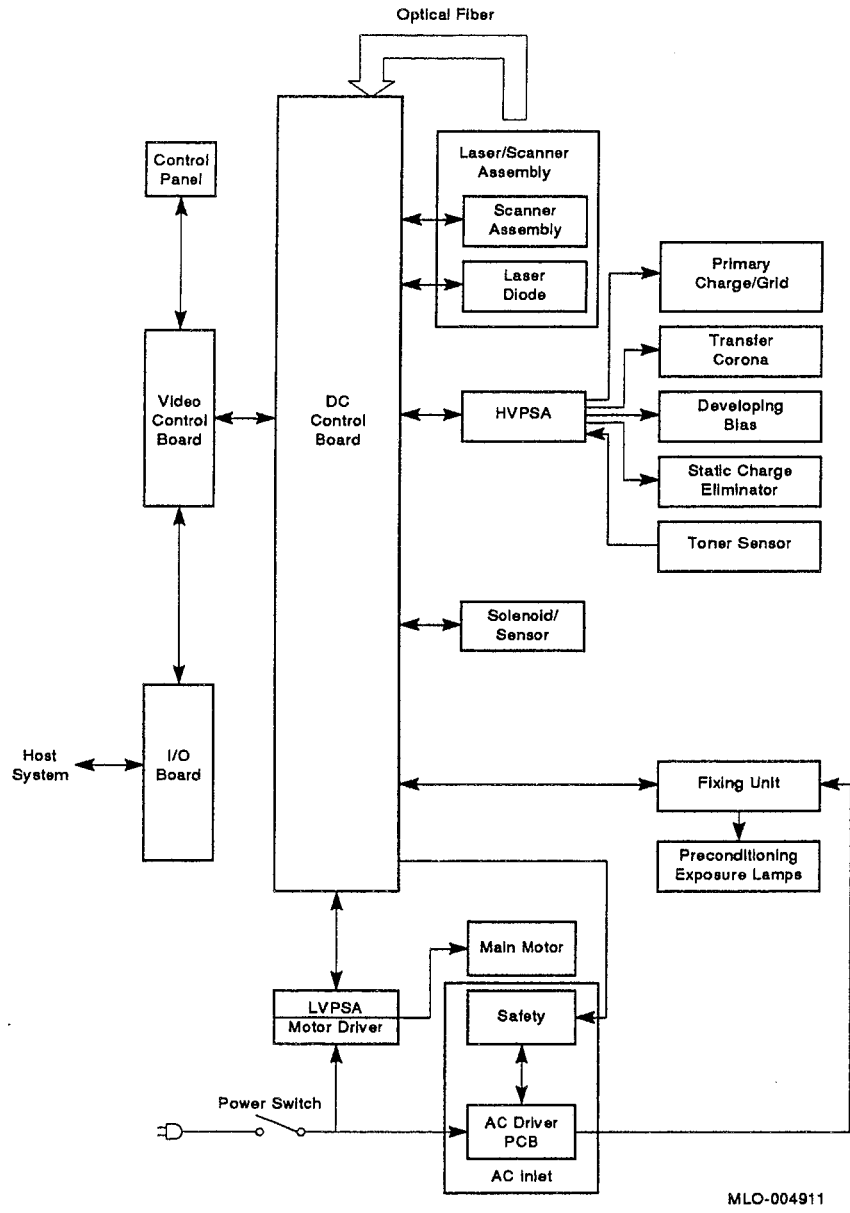 Optical Fiber
Control
Panel
Laser/Scanner
Assembly
Scanner
Assembly
Laser
Diode
Primary
Charge/Grid
Transfer
Corona
Video
Control
Board
DC
Control
Board
HVPSA
Developing
Bias
Static Charge
Eliminator
Toner Sensor
Solenoid/
Sensor
Host
System
I/O
Board
Fixing Unit
Preconditioning
Exposure Lamps
Main Motor
LVPSA
Motor Driver
Safety
Power Switch
AC Driver
PCB
AC Inlet
MLO-004911